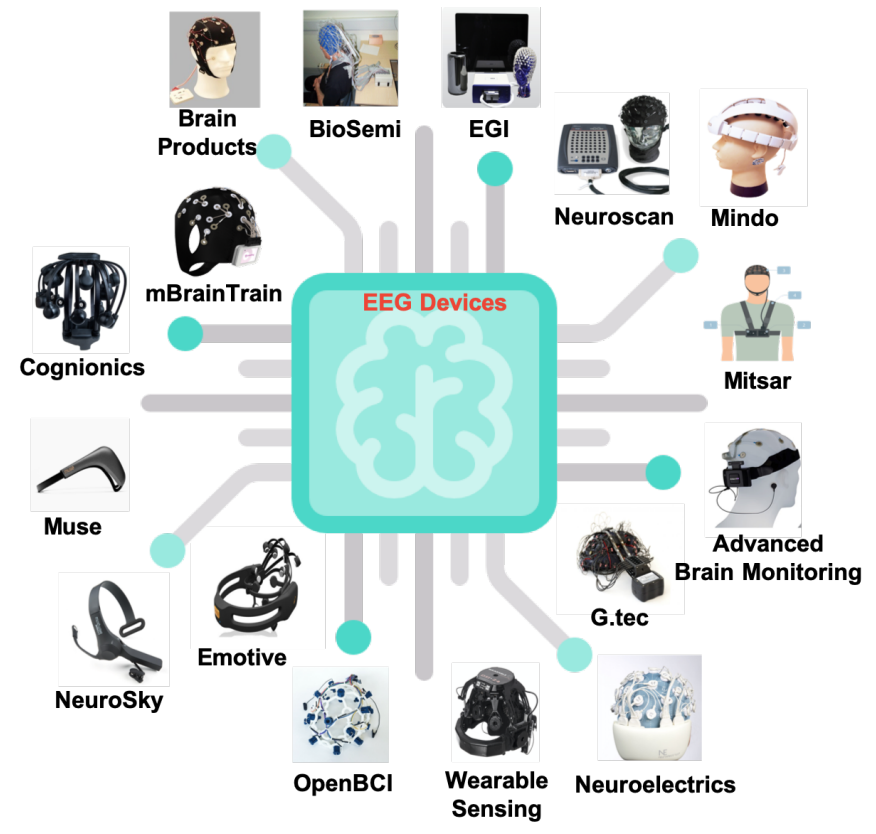 Brain
Products
BioSemi
EGI
Neuroscan
Mindo
mBrainTrain
EEG Devices
Cognionics
Mitsar
Muse
Advanced
Brain Monitoring
G.tec
Emotive
NeuroSky
OpenBCI
Wearable
Sensing
Neuroelectrics